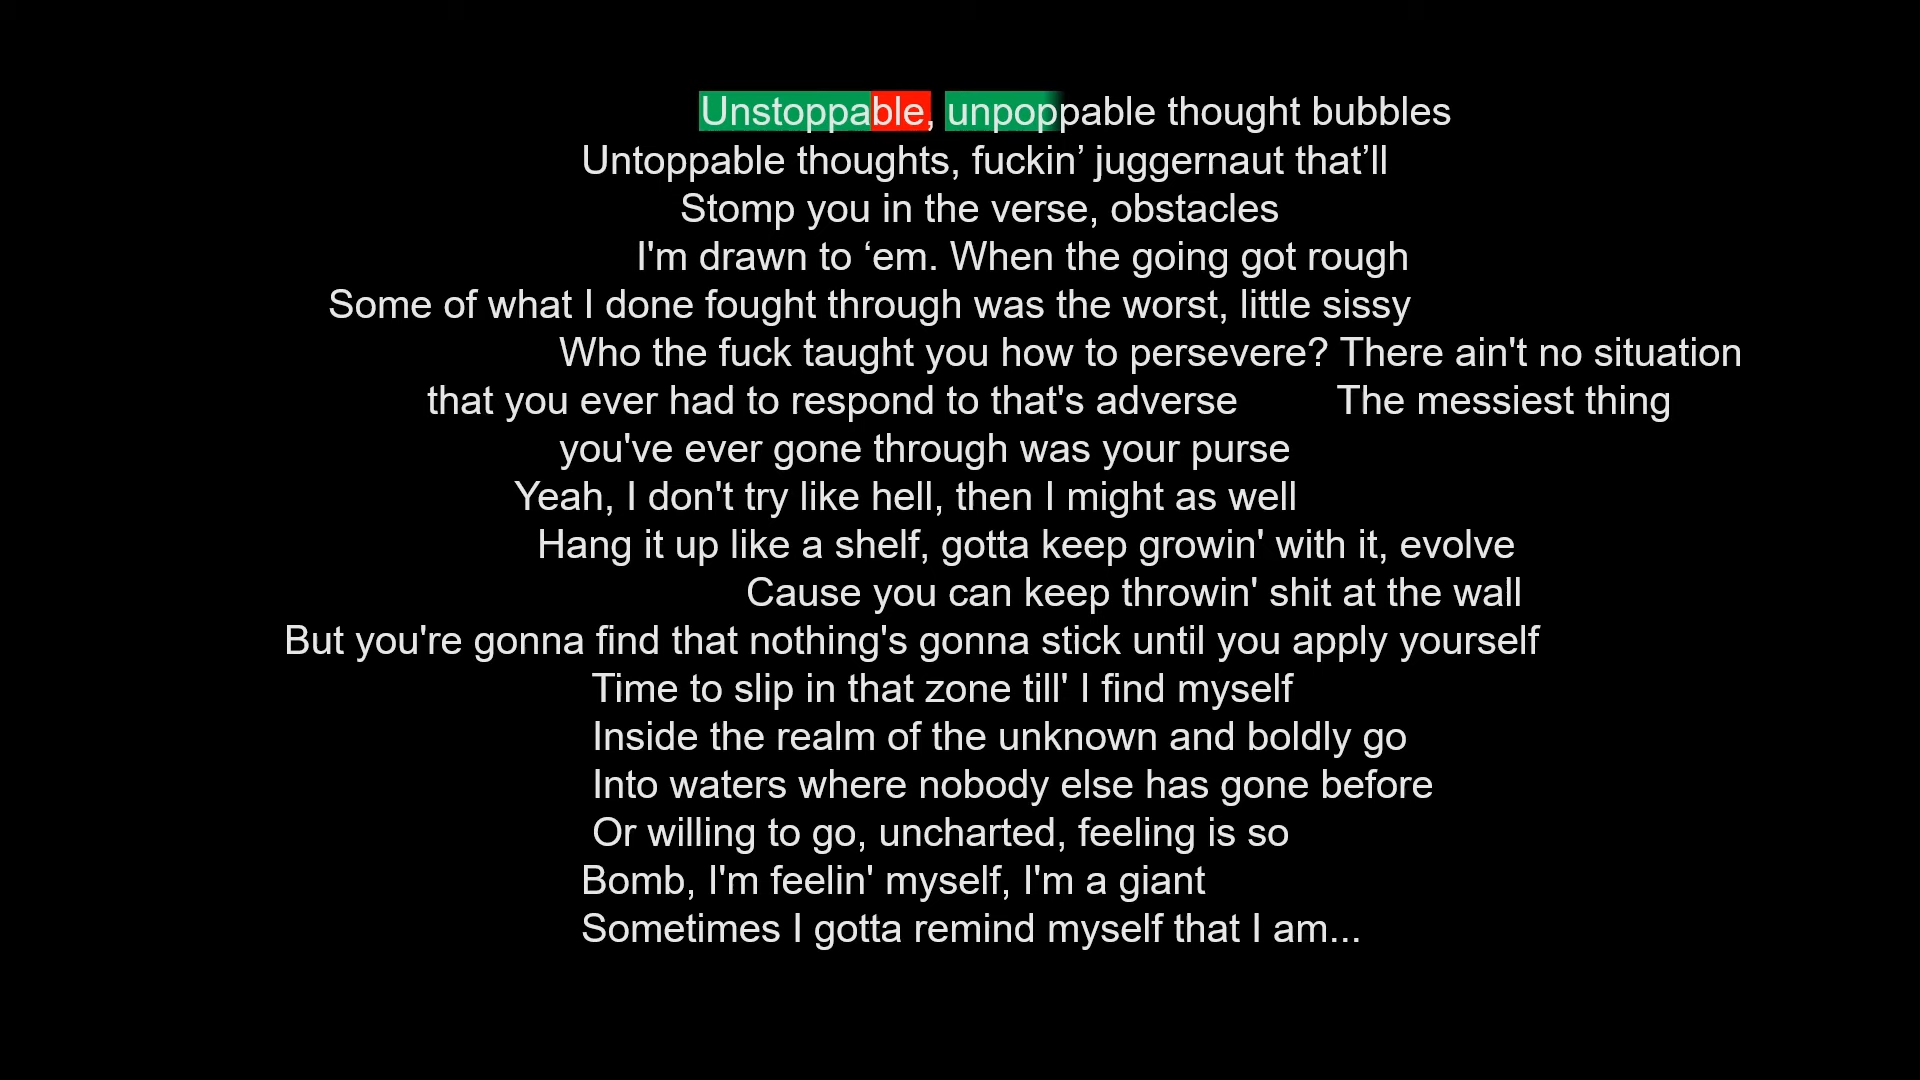 Unstoppable, unpoppable thought bubbles
Untoppable thoughts, fuckin’ juggernaut that’ll
Stomp you in the verse, obstacles
I'm drawn to ‘em. When the going got rough
Some of what I done fought through was the worst, little sissy
Who the fuck taught you how to persevere? There ain't no situation
that you ever had to respond to that's adverse The messiest thing
you've ever gone through was your purse
Yeah, I don't try like hell, then I might as well
Hang it up like a shelf, gotta keep growin' with it, evolve
Cause you can keep throwin' shit at the wall
But you're gonna find that nothing's gonna stick until you apply yourself
Time to slip in that zone till' I find myself
Inside the realm of the unknown and boldly go
Into waters where nobody else has gone before
Or willing to go, uncharted, feeling is so
Bomb, I'm feelin' myself, I'm a giant
Sometimes I gotta remind myself that I am...